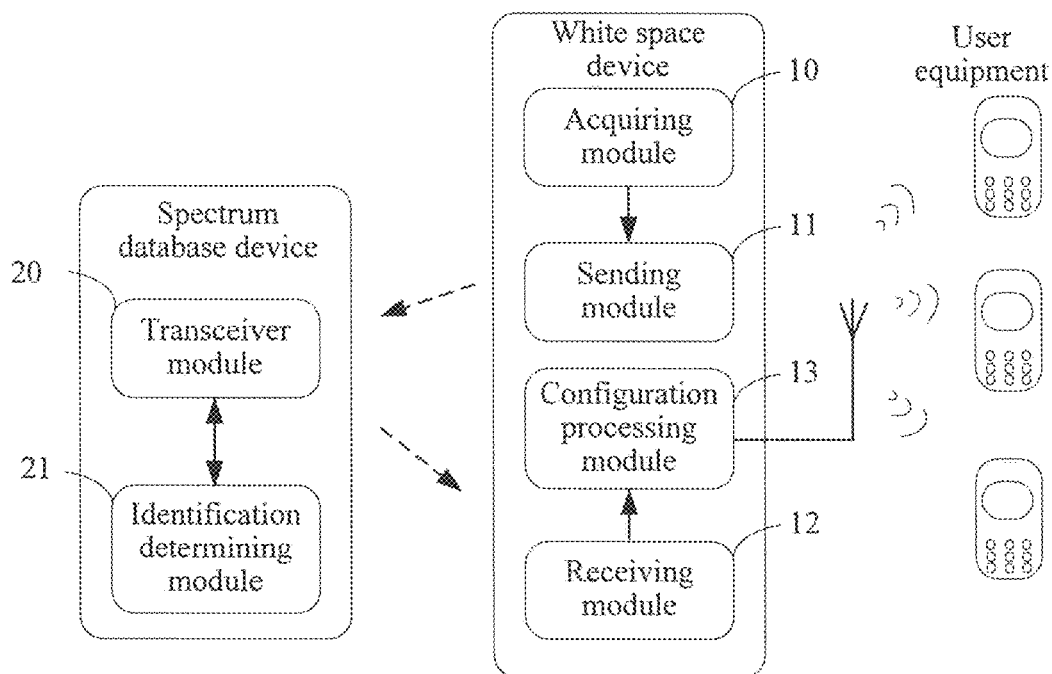 Spectrum
database device
20
Transceiver
module
21
Identification
determining
module
White space
device
10
Acquiring
module
11
Sending
module
13
Configuration
processing
module
12
Receiving
module
User
equipment